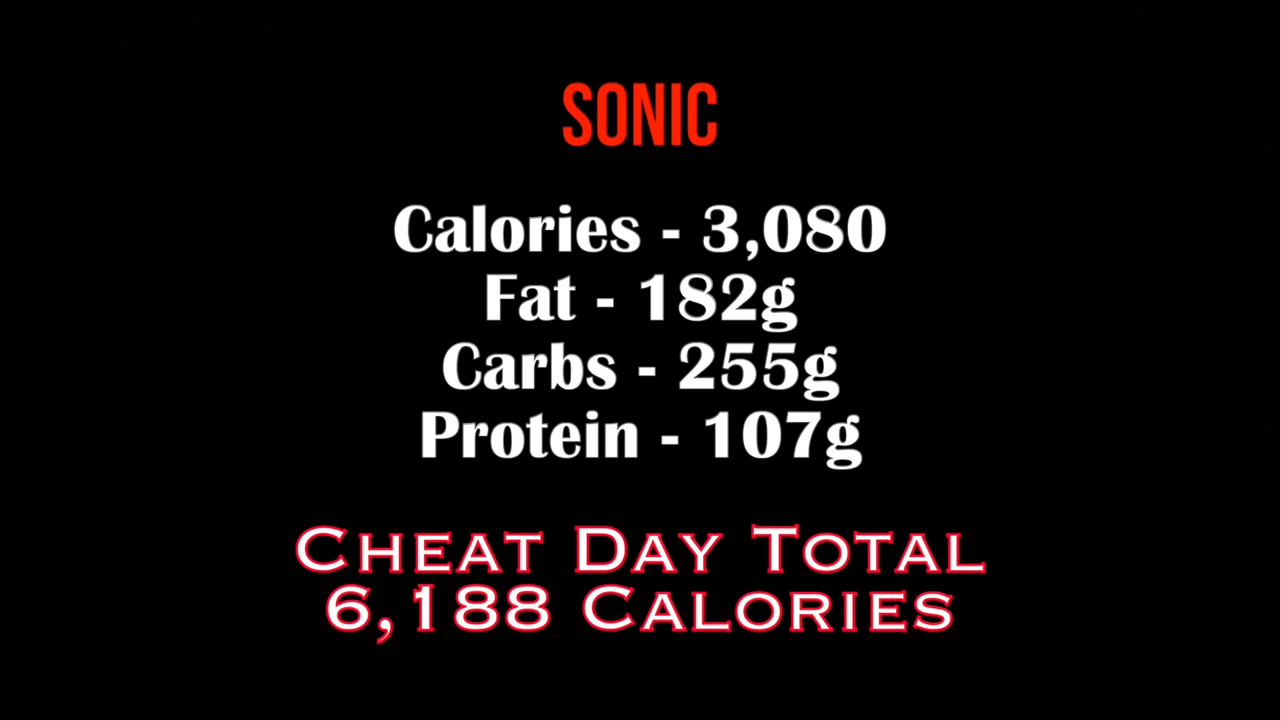 SONIC
Calories - 3,080
Fat - 182g
Carbs - 255g
Protein - 107g
Cheat Day Total
6,188 Calories